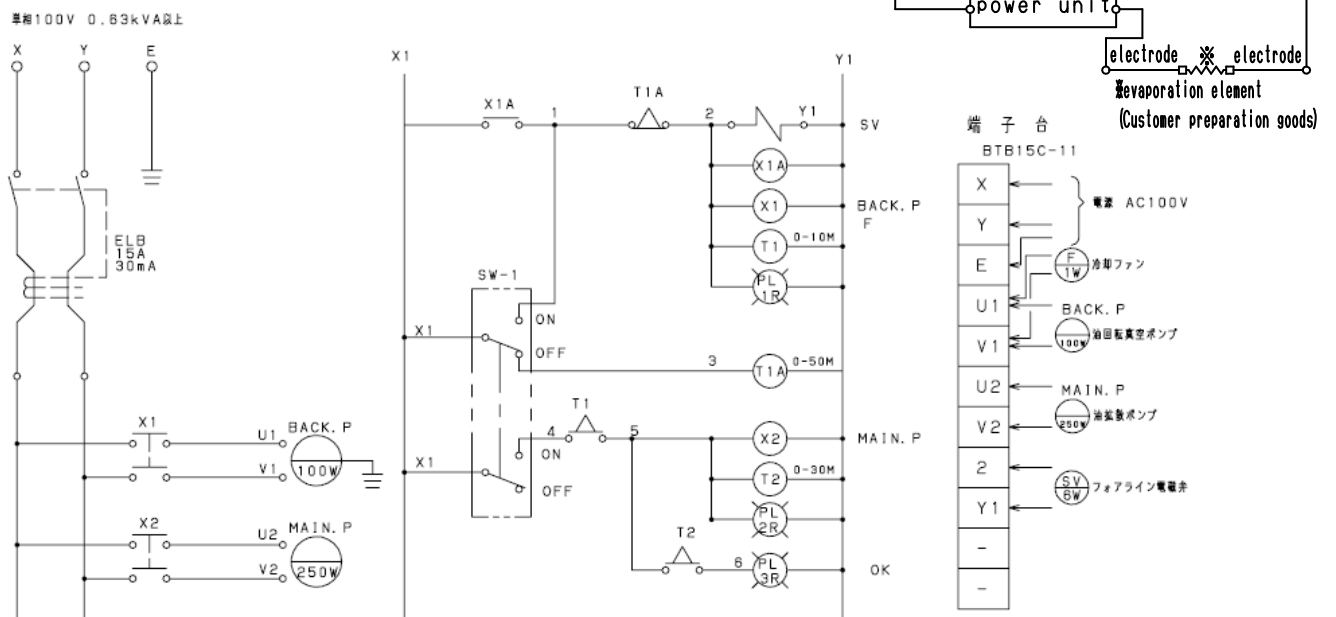 単相100V 0.63kVA以上
X Y E
ELB
15A
30mA
X1
U1
V1
BACK. P
100W
X2
U2
V2
MAIN. P
250W
X1
Y1
X1A
1
T1A
2
Y1
SV
X1A
X1
BACK. P
F
T1
0-10M
PL
1R
SW-1
X1
ON
OFF
3
T1A
0-50M
X1
4
ON
OFF
T1
5
X2
MAIN. P
T2
0-30M
PL
2R
T2
6
PL
3R
OK
power unit
electrode ※ electrode
※evaporation element
(Customer preparation goods)
端 子 台
BTB15C-11
X
Y
E
U1
V1
U2
V2
2
Y1
-
-
電源 AC100V
F
1W
冷却ファン
BACK. P
100W
油回転真空ポンプ
MAIN. P
250W
油拡散ポンプ
SV
6W
フォアライン電磁弁